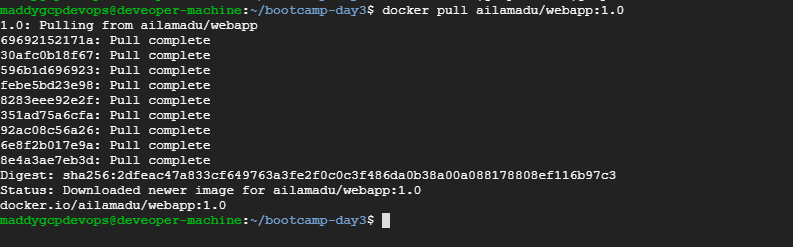 maddygcpdevops@deveoper-machine:~/bootcamp-day3$ docker pull ailamadu/webapp:1.0
1.0: Pulling from ailamadu/webapp
69692152171a: Pull complete
30afc0b18f67: Pull complete
596b1d696923: Pull complete
febe5bd23e98: Pull complete
8283eee92e2f: Pull complete
351ad75a6cfa: Pull complete
92ac08c56a26: Pull complete
6e8f2b017e9a: Pull complete
8e4a3ae7eb3d: Pull complete
Digest: sha256:2dfeac47a833cf649763a3fe2f0c0c3f486da0b38a00a088178808ef116b97c3
Status: Downloaded newer image for ailamadu/webapp:1.0
docker.io/ailamadu/webapp:1.0
maddygcpdevops@deveoper-machine:~/bootcamp-day3$